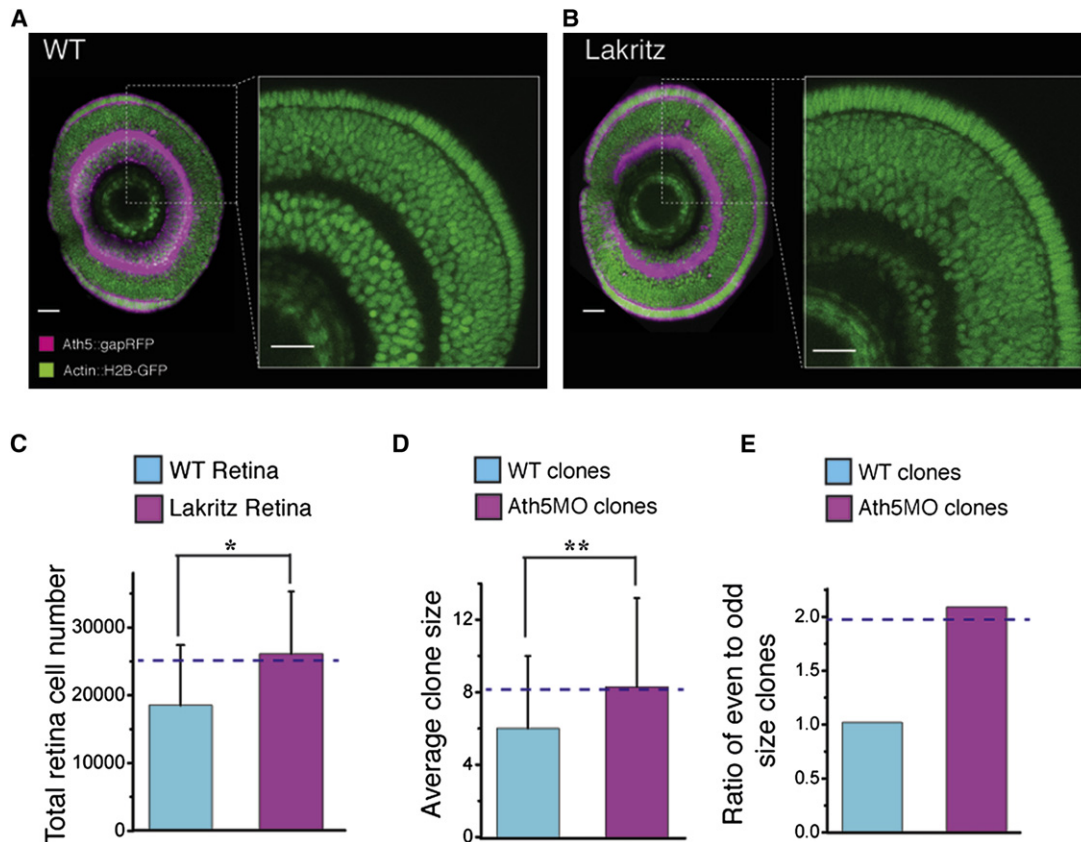 A
B
WT
Lakritz
Ath5::gapRFP
Actin::H2B-GFP
C
WT Retina
Lakritz Retina
*
Total retina cell number
30000
20000
10000
0
D
WT clones
Ath5MO clones
**
Average clone size
12
8
4
0
E
WT clones
Ath5MO clones
Ratio of even to odd
size clones
2.0
1.5
1.0
0.5
0.0